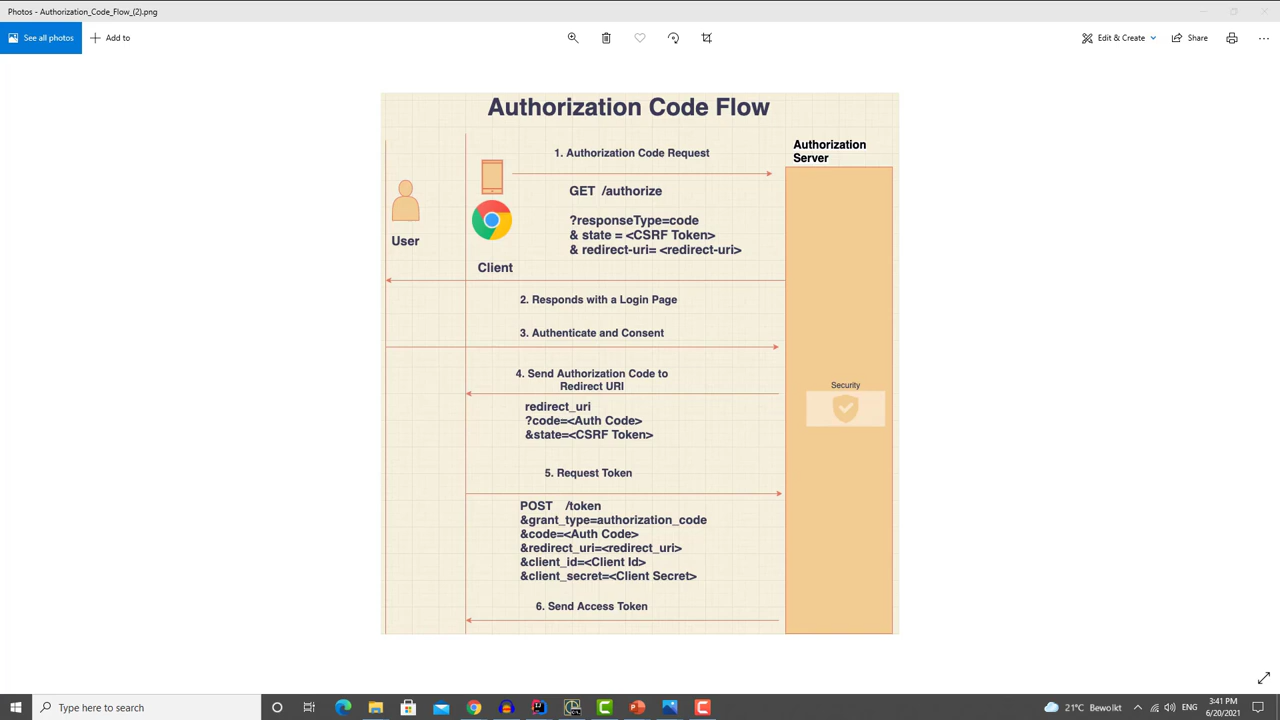 Photos - Authorization_Code_Flow_(2).png
See all photos
Add to
Edit & Create
Share
Authorization Code Flow
1. Authorization Code Request
Authorization
Server
GET /authorize
?responseType=code
& state = <CSRF Token>
& redirect-uri= <redirect-uri>
User
Client
2. Responds with a Login Page
3. Authenticate and Consent
4. Send Authorization Code to
Redirect URI
Security
redirect_uri
?code=<Auth Code>
&state=<CSRF Token>
5. Request Token
POST /token
&grant_type=authorization_code
&code=<Auth Code>
&redirect_uri=<redirect_uri>
&client_id=<Client Id>
&client_secret=<Client Secret>
6. Send Access Token
Type here to search
21°C Bewolkt
ENG
3:41 PM
6/20/2021